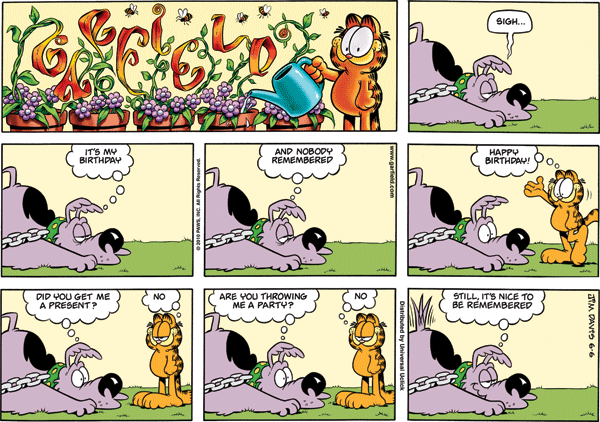 GARFIELD
SIGH...
IT'S MY
BIRTHDAY
© 2010 PAWS, INC. All Rights Reserved.
AND NOBODY
REMEMBERED
www.garfield.com
HAPPY
BIRTHDAY!
DID YOU GET ME
A PRESENT?
NO
ARE YOU THROWING
ME A PARTY?
NO
Distributed by Universal Uclick
STILL, IT'S NICE TO
BE REMEMBERED
JIM DAVIS 6-6